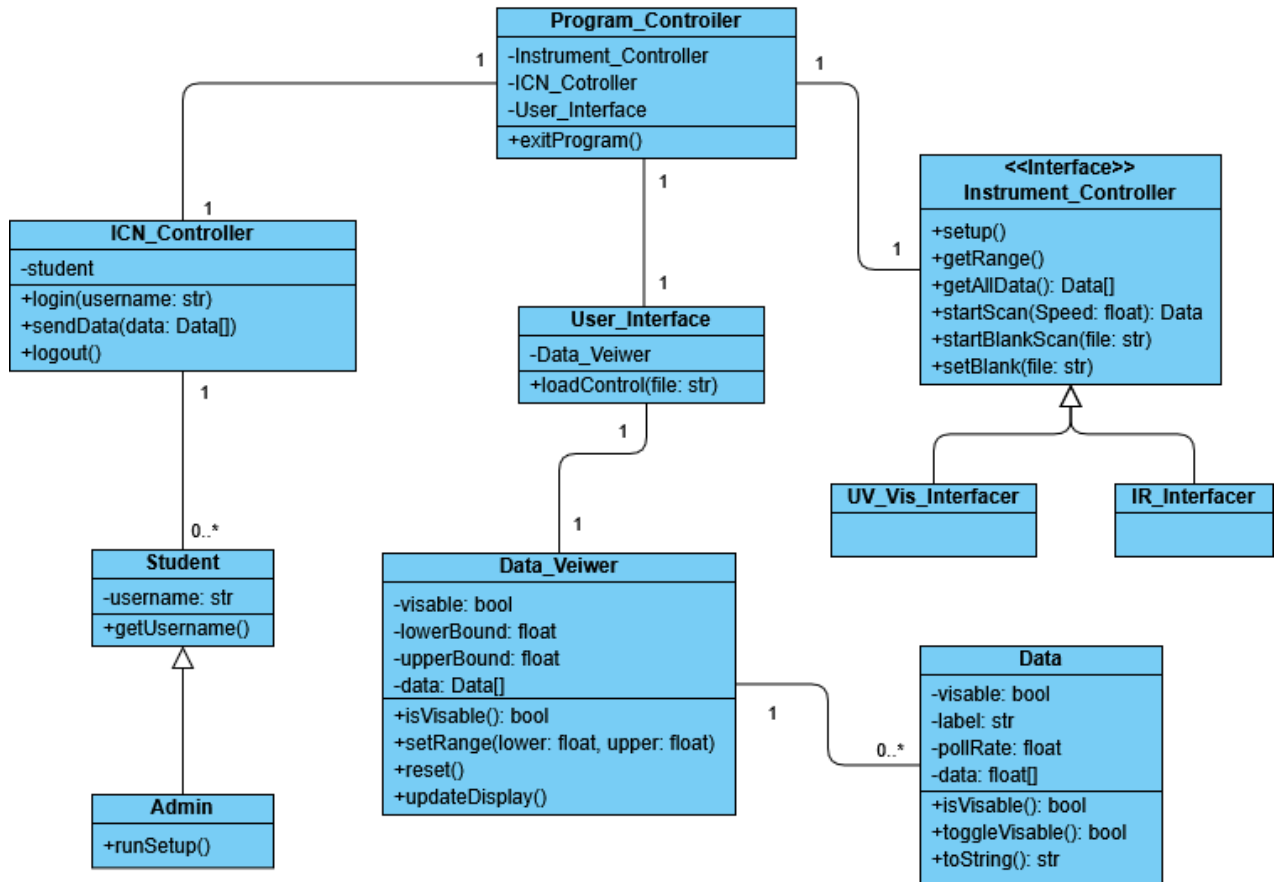 Program_Controiler
-Instrument_Controller
-ICN_Cotroller
-User_Interface
+exitProgram()
1
1
1
1
1
1
<<Interface>>
Instrument_Controller
+setup()
+getRange()
+getAllData(): Data[]
+startScan(Speed: float): Data
+startBlankScan(file: str)
+setBlank(file: str)
ICN_Controller
-student
+login(username: str)
+sendData(data: Data[])
+logout()
User_Interface
-Data_Veiwer
+loadControl(file: str)
1
1
UV_Vis_Interfacer
IR_Interfacer
0..*
1
Student
-username: str
+getUsername()
Data_Veiwer
-visable: bool
-lowerBound: float
-upperBound: float
-data: Data[]
+isVisable(): bool
+setRange(lower: float, upper: float)
+reset()
+updateDisplay()
1
0..*
Data
-visable: bool
-label: str
-pollRate: float
-data: float[]
+isVisable(): bool
+toggleVisable(): bool
+toString(): str
Admin
+runSetup()